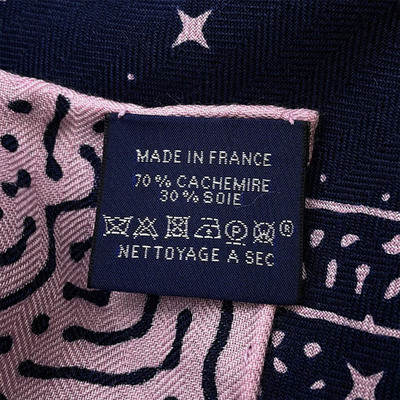 MADE IN FRANCE
70 % CACHEMIRE
30 % SOIE
P W ®
NETTOYAGE A SEC